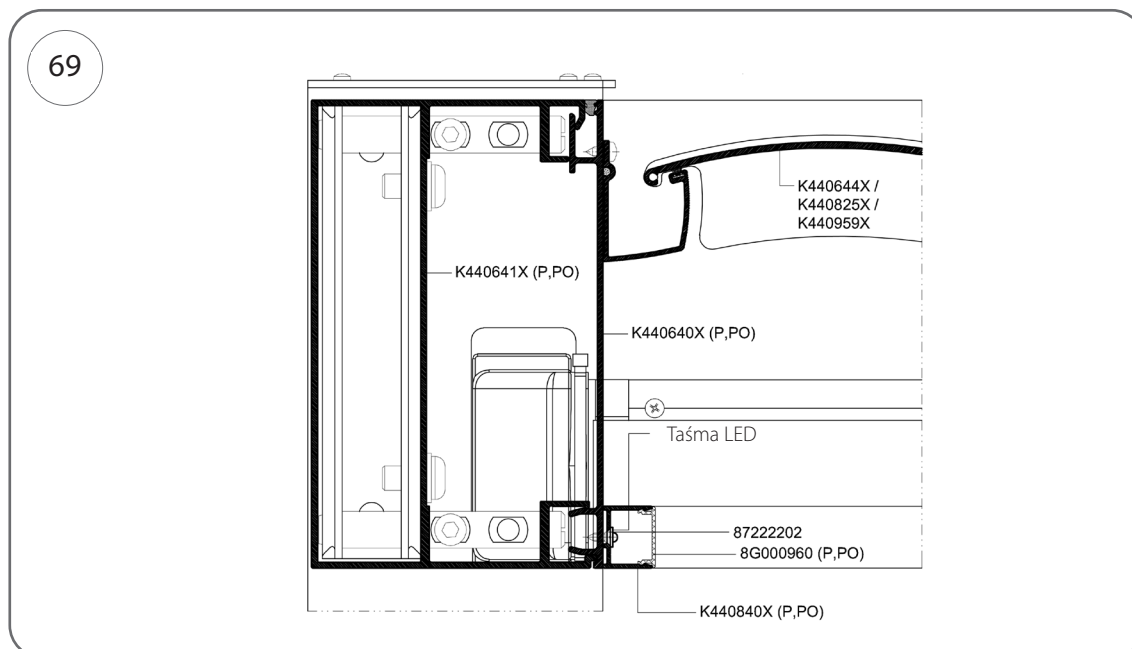 69
K440644X /
K440825X /
K440959X
K440641X (P,PO)
K440640X (P,PO)
Taśma LED
87222202
8G000960 (P,PO)
K440840X (P,PO)